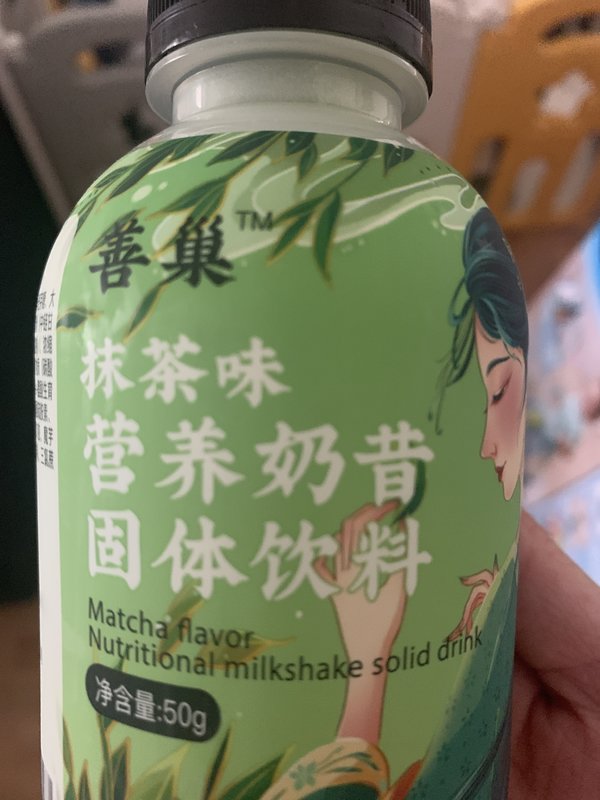 善巢™
抹茶味
营养奶昔
固体饮料
Matcha flavor
Nutritional milkshake solid drink
净含量:50g